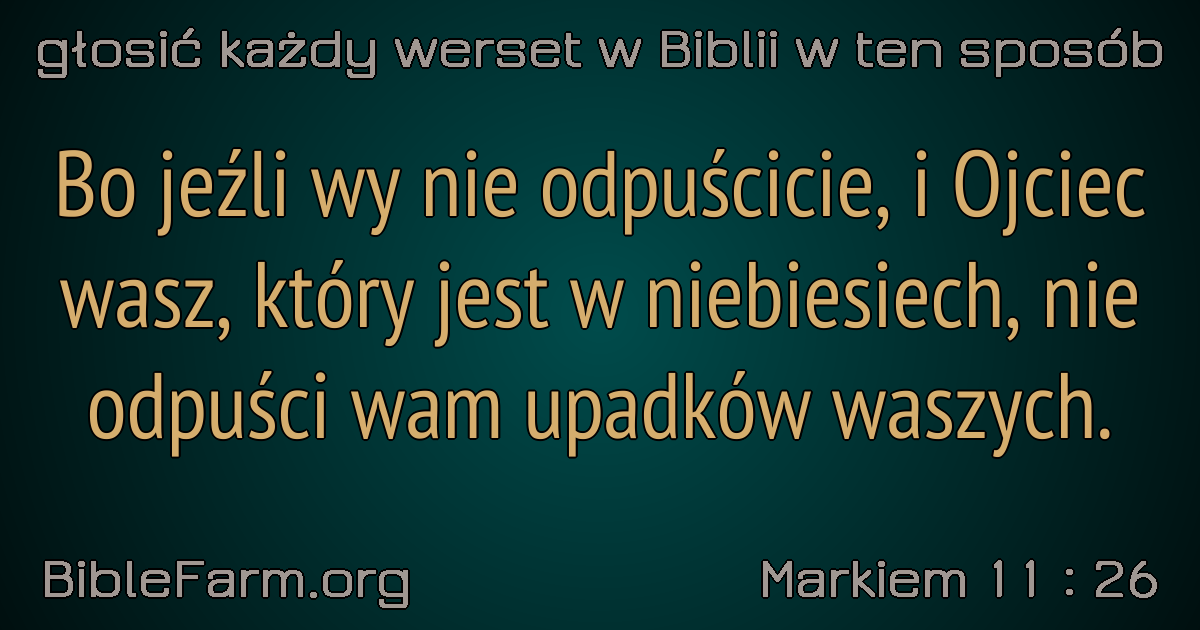 głosić każdy werset w Biblii w ten sposób
Bo jeźli wy nie odpuścicie, i Ojciec
wasz, który jest w niebiesiech, nie
odpuści wam upadków waszych.
BibleFarm.org
Markiem 11 : 26